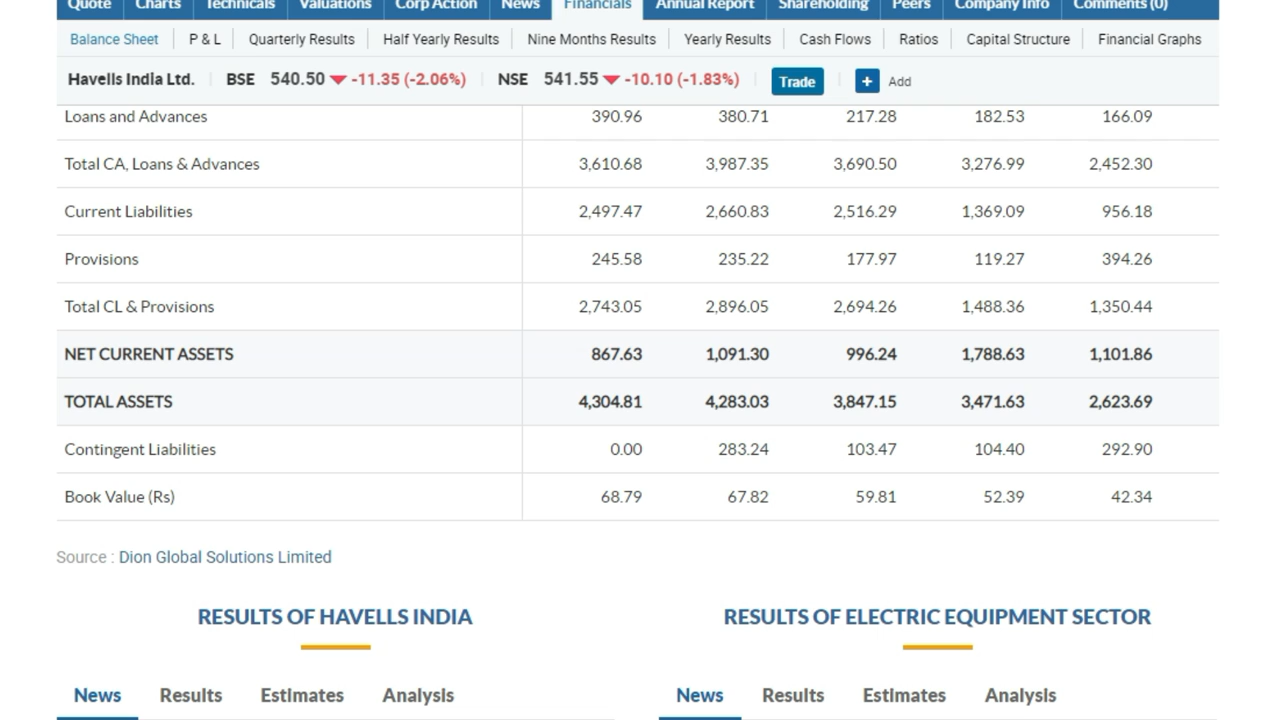 Quote Charts Technicals Valuations Corp Action News Financials Annual Report Shareholding Peers Company Info Comments (0)
Balance Sheet P & L Quarterly Results Half Yearly Results Nine Months Results Yearly Results Cash Flows Ratios Capital Structure Financial Graphs
Havells India Ltd. BSE 540.50 -11.35 (-2.06%) NSE 541.55 -10.10 (-1.83%) Trade + Add
Loans and Advances 390.96 380.71 217.28 182.53 166.09
Total CA, Loans & Advances 3,610.68 3,987.35 3,690.50 3,276.99 2,452.30
Current Liabilities 2,497.47 2,660.83 2,516.29 1,369.09 956.18
Provisions 245.58 235.22 177.97 119.27 394.26
Total CL & Provisions 2,743.05 2,896.05 2,694.26 1,488.36 1,350.44
NET CURRENT ASSETS 867.63 1,091.30 996.24 1,788.63 1,101.86
TOTAL ASSETS 4,304.81 4,283.03 3,847.15 3,471.63 2,623.69
Contingent Liabilities 0.00 283.24 103.47 104.40 292.90
Book Value (Rs) 68.79 67.82 59.81 52.39 42.34
Source : Dion Global Solutions Limited
RESULTS OF HAVELLS INDIA RESULTS OF ELECTRIC EQUIPMENT SECTOR
News Results Estimates Analysis News Results Estimates Analysis